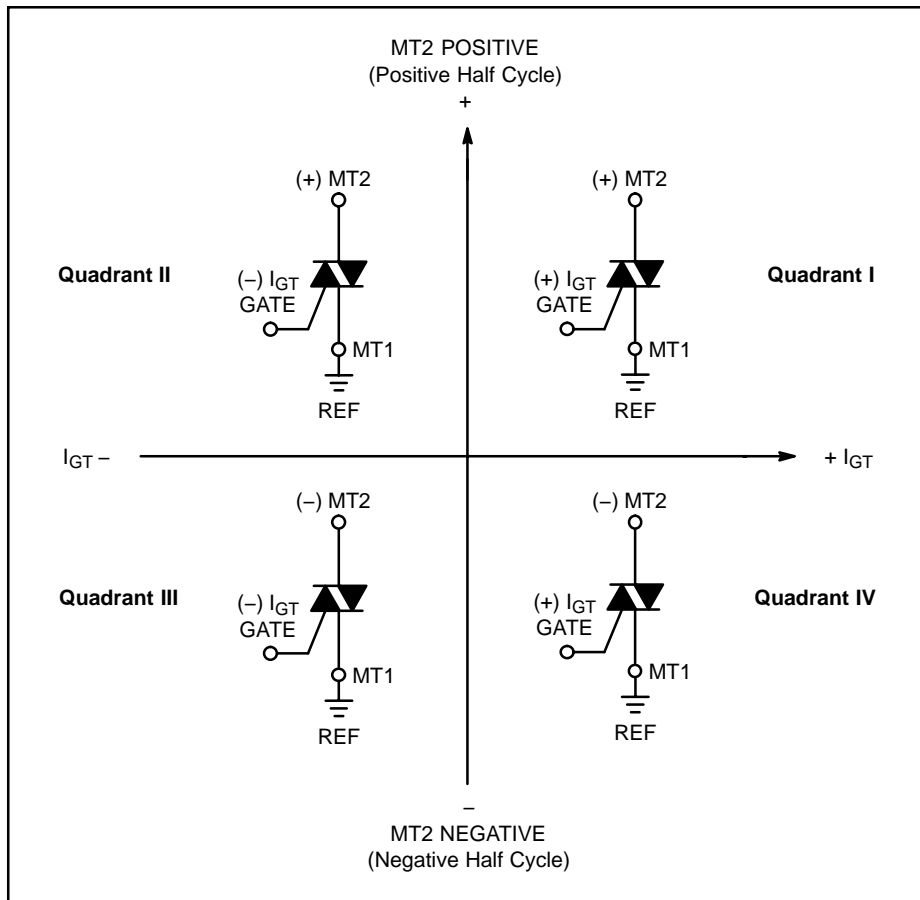 MT2 POSITIVE
(Positive Half Cycle)
+
(+) MT2
(+) MT2
Quadrant II
(–) IGT
GATE
(+) IGT
GATE
Quadrant I
MT1
MT1
REF
REF
IGT –
+ IGT
(–) MT2
(–) MT2
Quadrant III
(–) IGT
GATE
(+) IGT
GATE
Quadrant IV
MT1
MT1
REF
REF
–
MT2 NEGATIVE
(Negative Half Cycle)